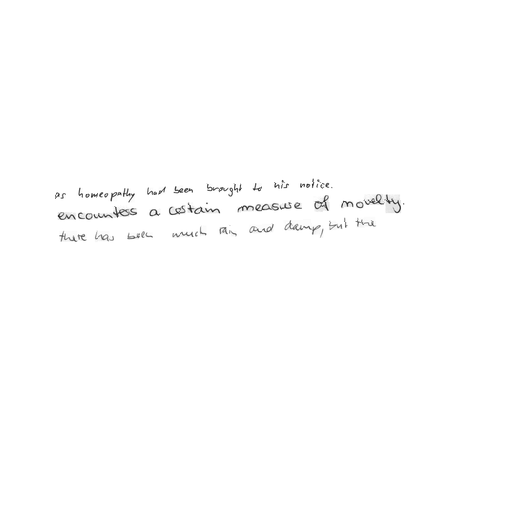 as homeopathy had been brought to his notice.
encounters a certain measure of novelty.
there has been much rain and damp, but the